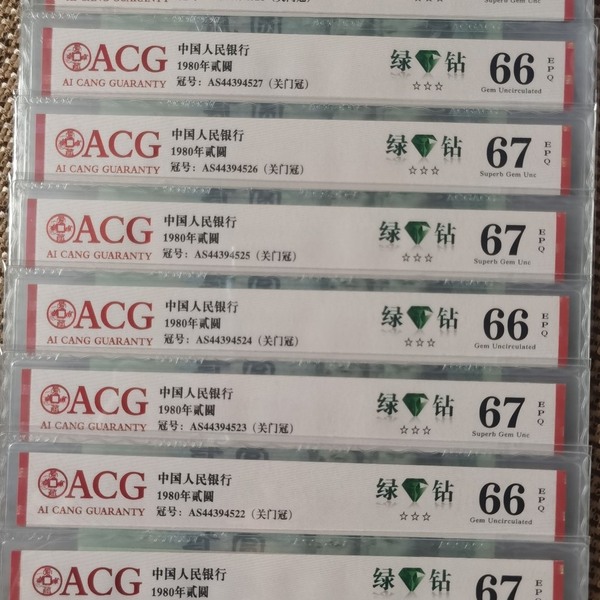 AI CANG GUARANTY
ACG
AI CANG GUARANTY
中国人民银行
1980年贰圆
冠号：AS44394527（关门冠）
绿钻
☆☆☆
66
EPQ
Gem Uncirculated
ACG
AI CANG GUARANTY
中国人民银行
1980年贰圆
冠号：AS44394526（关门冠）
绿钻
☆☆☆
67
EPQ
Superb Gem Unc
ACG
AI CANG GUARANTY
中国人民银行
1980年贰圆
冠号：AS44394525（关门冠）
绿钻
☆☆☆
67
EPQ
Superb Gem Unc
ACG
AI CANG GUARANTY
中国人民银行
1980年贰圆
冠号：AS44394524（关门冠）
绿钻
☆☆☆
66
EPQ
Gem Uncirculated
ACG
AI CANG GUARANTY
中国人民银行
1980年贰圆
冠号：AS44394523（关门冠）
绿钻
☆☆☆
67
EPQ
Superb Gem Unc
ACG
AI CANG GUARANTY
中国人民银行
1980年贰圆
冠号：AS44394522（关门冠）
绿钻
☆☆☆
66
EPQ
Gem Uncirculated
ACG
中国人民银行
1980年贰圆
绿钻
67
EPQ